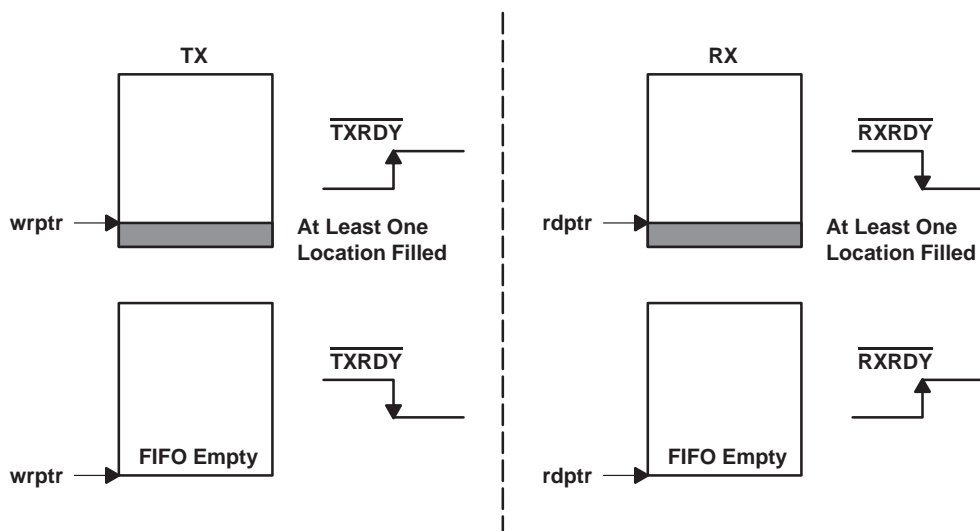 TX
TXRDY
wrptr
At Least One
Location Filled
TXRDY
FIFO Empty
wrptr
RX
RXRDY
rdptr
At Least One
Location Filled
RXRDY
FIFO Empty
rdptr